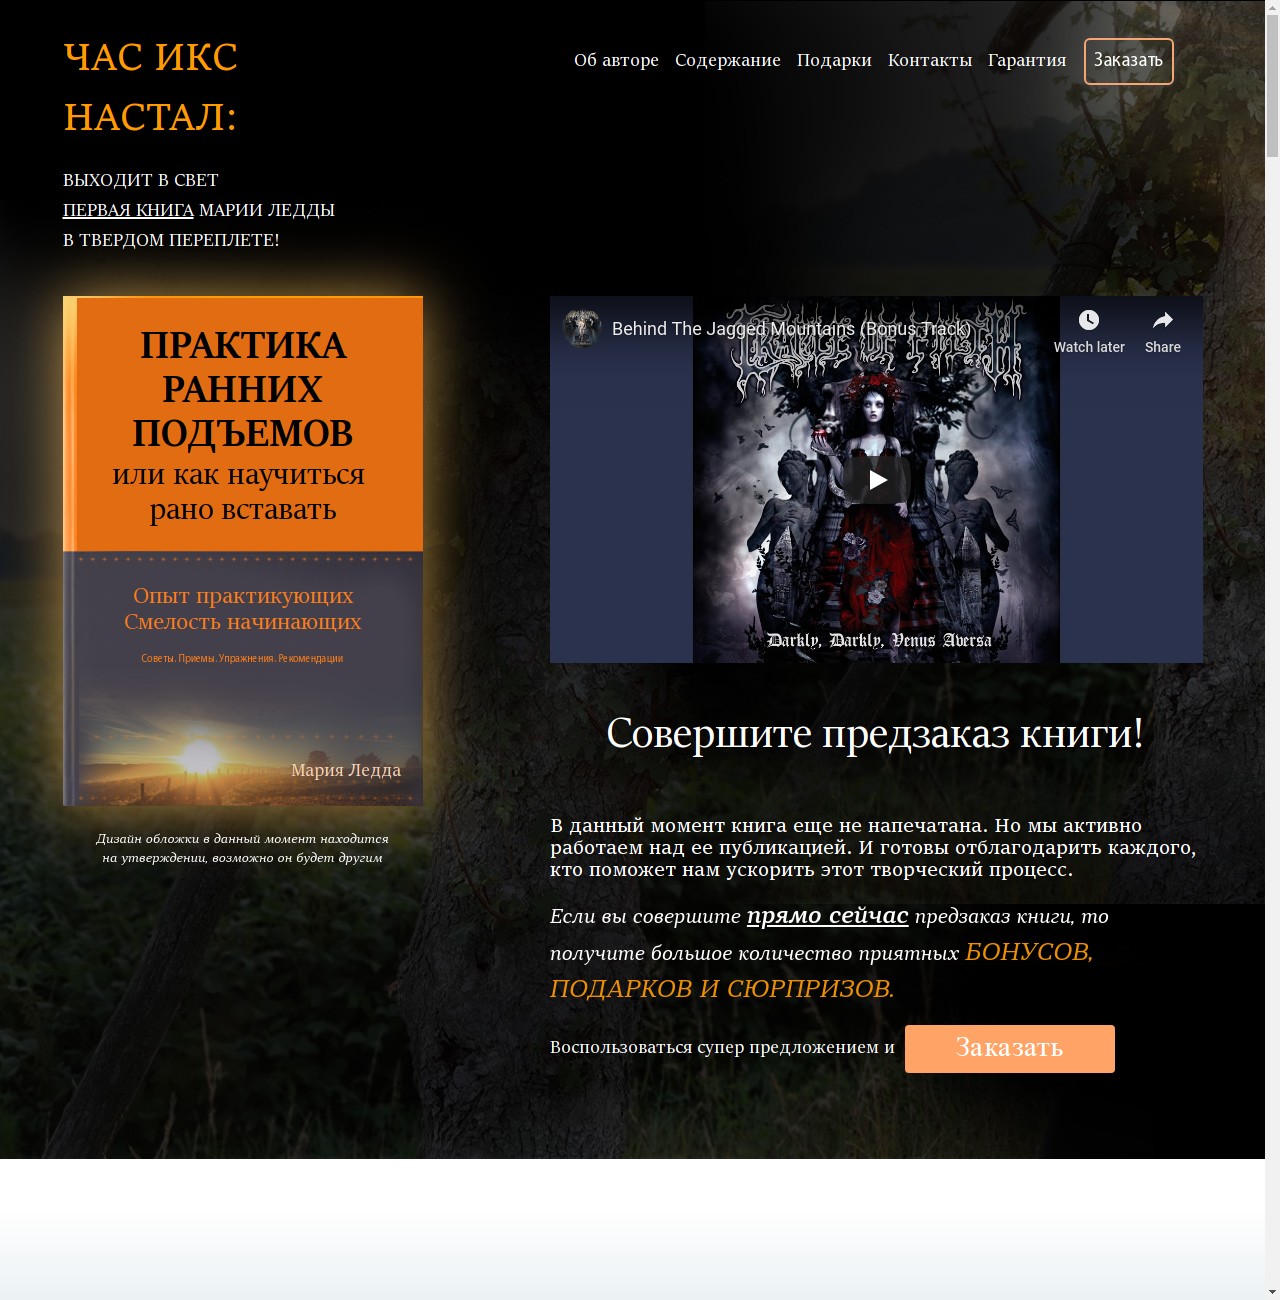 ЧАС ИКС
НАСТАЛ:
Об авторе Содержание Подарки Контакты Гарантия Заказать
ВЫХОДИТ В СВЕТ
ПЕРВАЯ КНИГА МАРИИ ЛЕДДЫ
В ТВЕРДОМ ПЕРЕПЛЕТЕ!
ПРАКТИКА
РАННИХ
ПОДЪЕМОВ
или как научиться
рано вставать
Опыт практикующих
Смелость начинающих
Советы. Приемы. Упражнения. Рекомендации
Мария Ледда
Дизайн обложки в данный момент находится
на утверждении, возможно он будет другим
Behind The Jagged Mountains (Bonus Track)
Watch later Share
CRADLE OF FILTH
Darkly, Darkly, Venus Aversa
Совершите предзаказ книги!
В данный момент книга еще не напечатана. Но мы активно
работаем над ее публикацией. И готовы отблагодарить каждого,
кто поможет нам ускорить этот творческий процесс.
Если вы совершите прямо сейчас предзаказ книги, то
получите большое количество приятных БОНУСОВ,
ПОДАРКОВ И СЮРПРИЗОВ.
Воспользоваться супер предложением и Заказать